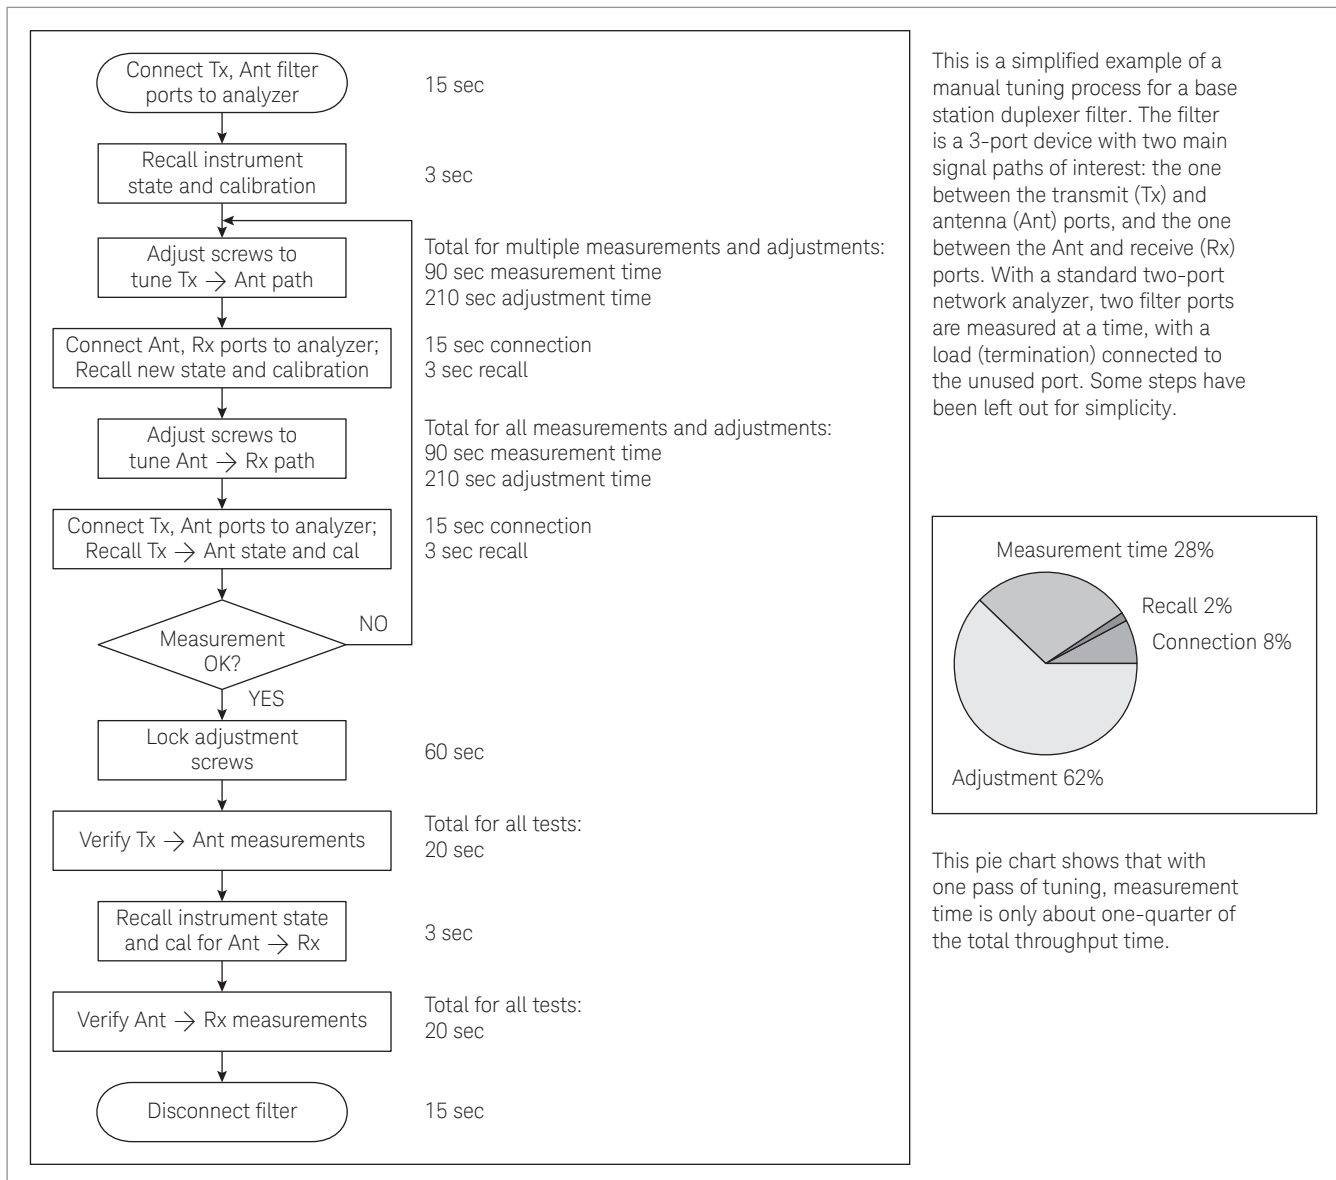 Connect Tx, Ant filter
ports to analyzer
15 sec
Recall instrument
state and calibration
3 sec
Adjust screws to
tune Tx → Ant path
Total for multiple measurements and adjustments:
90 sec measurement time
210 sec adjustment time
Connect Ant, Rx ports to analyzer;
Recall new state and calibration
15 sec connection
3 sec recall
Adjust screws to
tune Ant → Rx path
Total for all measurements and adjustments:
90 sec measurement time
210 sec adjustment time
Connect Tx, Ant ports to analyzer;
Recall Tx → Ant state and cal
15 sec connection
3 sec recall
Measurement
OK?
NO
YES
Lock adjustment
screws
60 sec
Verify Tx → Ant measurements
Total for all tests:
20 sec
Recall instrument state
and cal for Ant → Rx
3 sec
Verify Ant → Rx measurements
Total for all tests:
20 sec
Disconnect filter
15 sec
This is a simplified example of a
manual tuning process for a base
station duplexer filter. The filter
is a 3-port device with two main
signal paths of interest: the one
between the transmit (Tx) and
antenna (Ant) ports, and the one
between the Ant and receive (Rx)
ports. With a standard two-port
network analyzer, two filter ports
are measured at a time, with a
load (termination) connected to
the unused port. Some steps have
been left out for simplicity.
Measurement time 28%
Recall 2%
Connection 8%
Adjustment 62%
This pie chart shows that with
one pass of tuning, measurement
time is only about one-quarter of
the total throughput time.